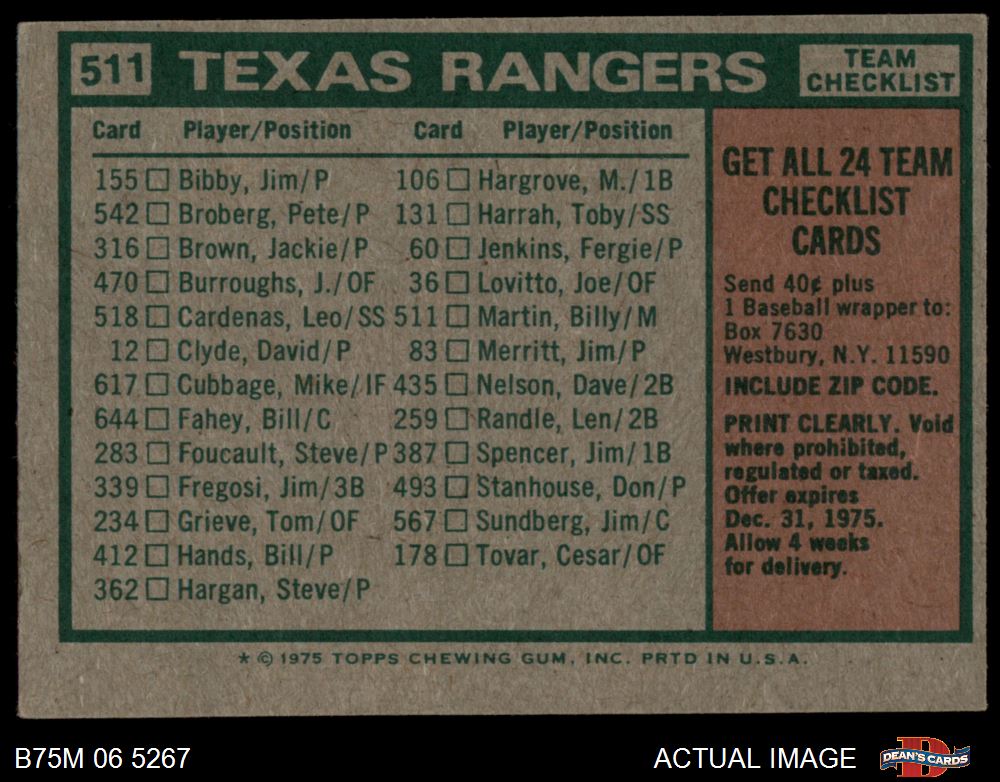 511 TEXAS RANGERS TEAM CHECKLIST
Card Player/Position Card Player/Position
155 Bibby, Jim/P 106 Hargrove, M./1B
542 Broberg, Pete/P 131 Harrah, Toby/SS
316 Brown, Jackie/P 60 Jenkins, Fergie/P
470 Burroughs, J./OF 36 Lovitto, Joe/OF
518 Cardenas, Leo/SS 511 Martin, Billy/M
12 Clyde, David/P 83 Merritt, Jim/P
617 Cubbage, Mike/IF 435 Nelson, Dave/2B
644 Fahey, Bill/C 259 Randle, Len/2B
283 Foucault, Steve/P 387 Spencer, Jim/1B
339 Fregosi, Jim/3B 493 Stanhouse, Don/P
234 Grieve, Tom/OF 567 Sundberg, Jim/C
412 Hands, Bill/P 178 Tovar, Cesar/OF
362 Hargan, Steve/P
GET ALL 24 TEAM
CHECKLIST
CARDS
Send 40¢ plus
1 Baseball wrapper to:
Box 7630
Westbury, N.Y. 11590
INCLUDE ZIP CODE.
PRINT CLEARLY. Void
where prohibited,
regulated or taxed.
Offer expires
Dec. 31, 1975.
Allow 4 weeks
for delivery.
* © 1975 TOPPS CHEWING GUM, INC. PRTD IN U.S.A.
B75M 06 5267 ACTUAL IMAGE DEAN'S CARDS